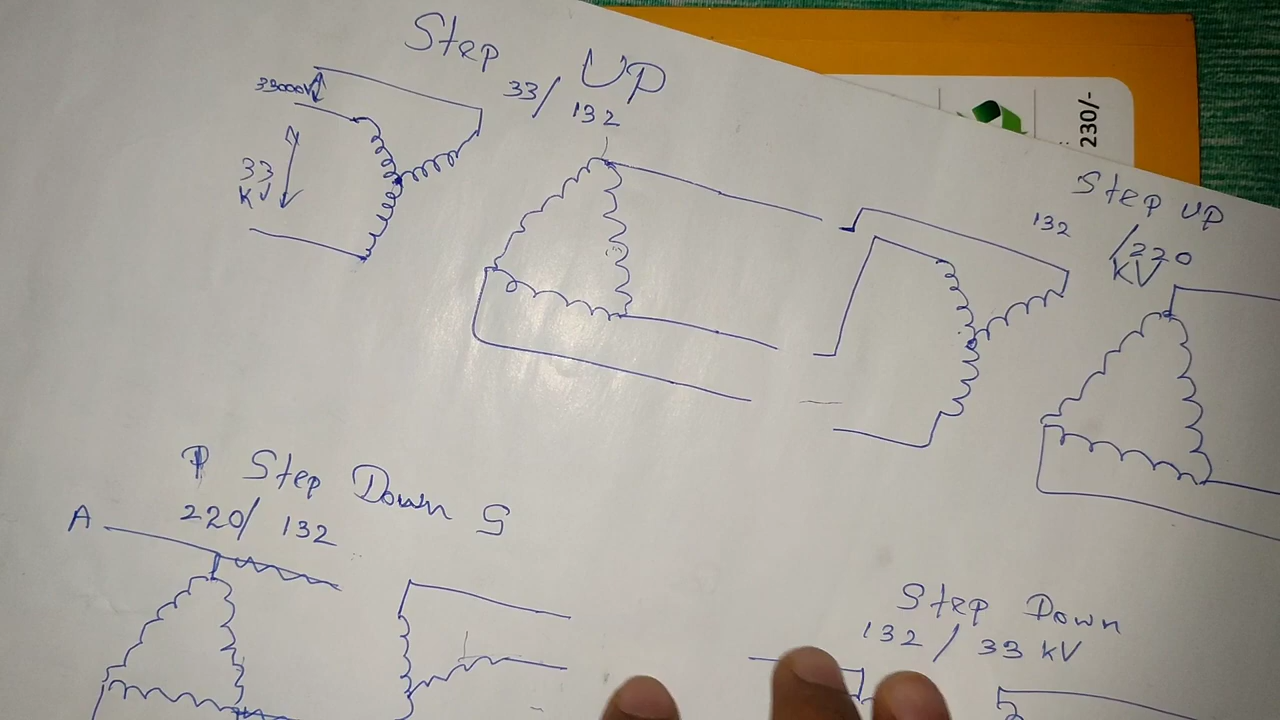 Step UP
33/132
33000V
33
KV
Step UP
132
/220
KV
230/-
P Step Down S
220/132
A
Step Down
132/33 kV